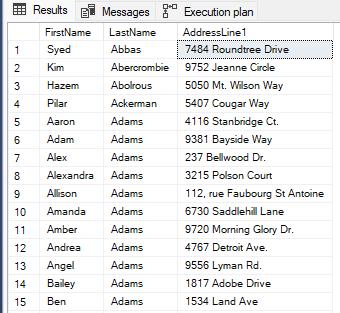 Results Messages Execution plan
FirstName LastName AddressLine1
1 Syed Abbas 7484 Roundtree Drive
2 Kim Abercrombie 9752 Jeanne Circle
3 Hazem Abolrous 5050 Mt. Wilson Way
4 Pilar Ackerman 5407 Cougar Way
5 Aaron Adams 4116 Stanbridge Ct.
6 Adam Adams 9381 Bayside Way
7 Alex Adams 237 Bellwood Dr.
8 Alexandra Adams 3215 Polson Court
9 Allison Adams 112, rue Faubourg St Antoine
10 Amanda Adams 6730 Saddlehill Lane
11 Amber Adams 9720 Morning Glory Dr.
12 Andrea Adams 4767 Detroit Ave.
13 Angel Adams 9556 Lyman Rd.
14 Bailey Adams 1817 Adobe Drive
15 Ben Adams 1534 Land Ave